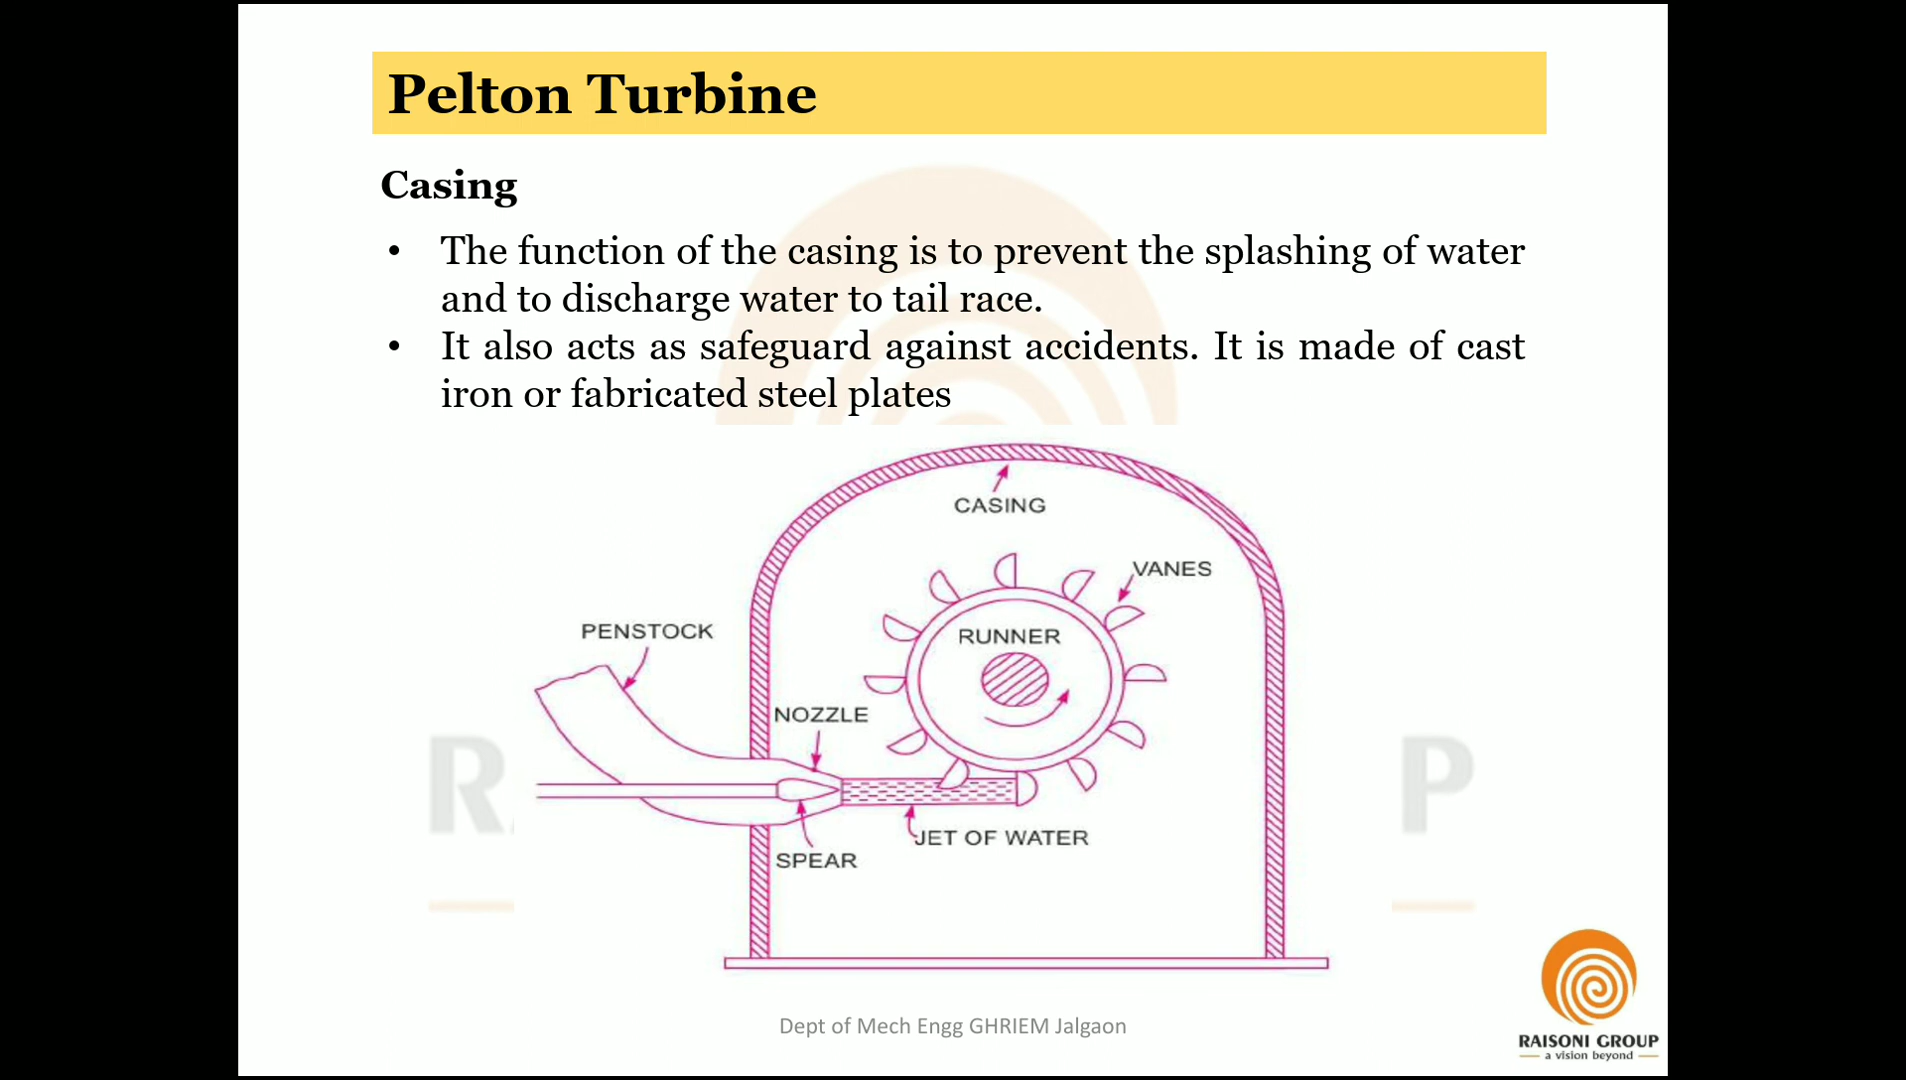 Pelton Turbine
Casing
• The function of the casing is to prevent the splashing of water
and to discharge water to tail race.
• It also acts as safeguard against accidents. It is made of cast
iron or fabricated steel plates
CASING
VANES
PENSTOCK
RUNNER
NOZZLE
JET OF WATER
SPEAR
R
P
Dept of Mech Engg GHRIEM Jalgaon
RAISONI GROUP
a vision beyond